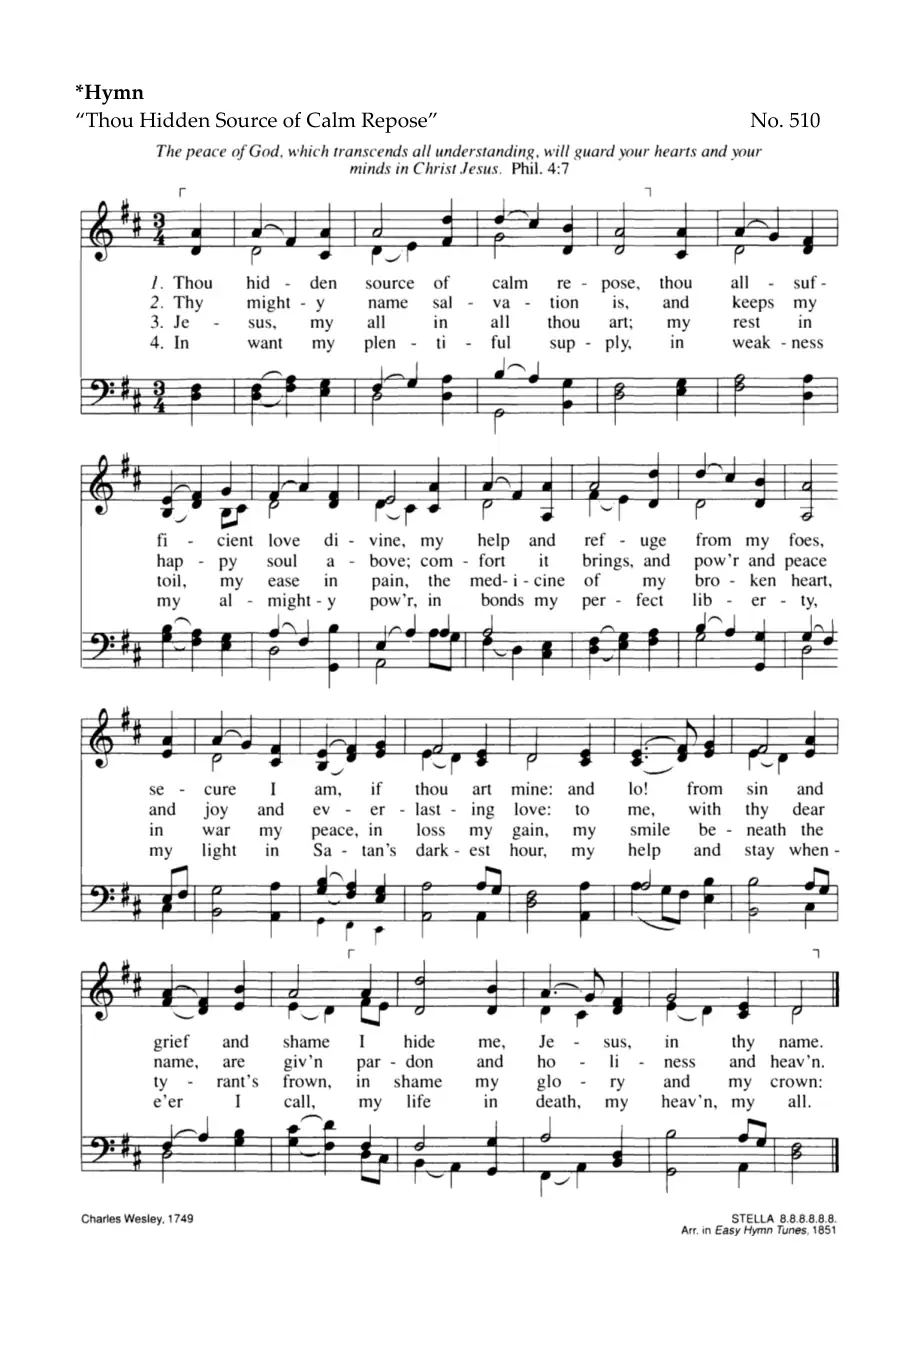 *Hymn
“Thou Hidden Source of Calm Repose” No. 510
The peace of God, which transcends all understanding, will guard your hearts and your
minds in Christ Jesus. Phil. 4:7
1. Thou hid - den source of calm re - pose, thou all - suf -
2. Thy might - y name sal - va - tion is, and keeps my
3. Je - sus, my all in all thou art; my rest in
4. In want my plen - ti - ful sup - ply, in weak - ness
fi - cient love di - vine, my help and ref - uge from my foes,
hap - py soul a - bove; com - fort it brings, and pow'r and peace
toil, my ease in pain, the med - i - cine of my bro - ken heart,
my al - might - y pow'r, in bonds my per - fect lib - er - ty,
se - cure I am, if thou art mine: and lo! from sin and
and joy and ev - er - last - ing love: to me, with thy dear
in war my peace, in loss my gain, my smile be - neath the
my light in Sa - tan's dark - est hour, my help and stay when -
grief and shame I hide me, Je - sus, in thy name.
name, are giv'n par - don and ho - li - ness and heav'n.
ty - rant's frown, in shame my glo - ry and my crown:
e'er I call, my life in death, my heav'n, my all.
Charles Wesley, 1749 STELLA 8.8.8.8.8.8.
Arr. in Easy Hymn Tunes, 1851